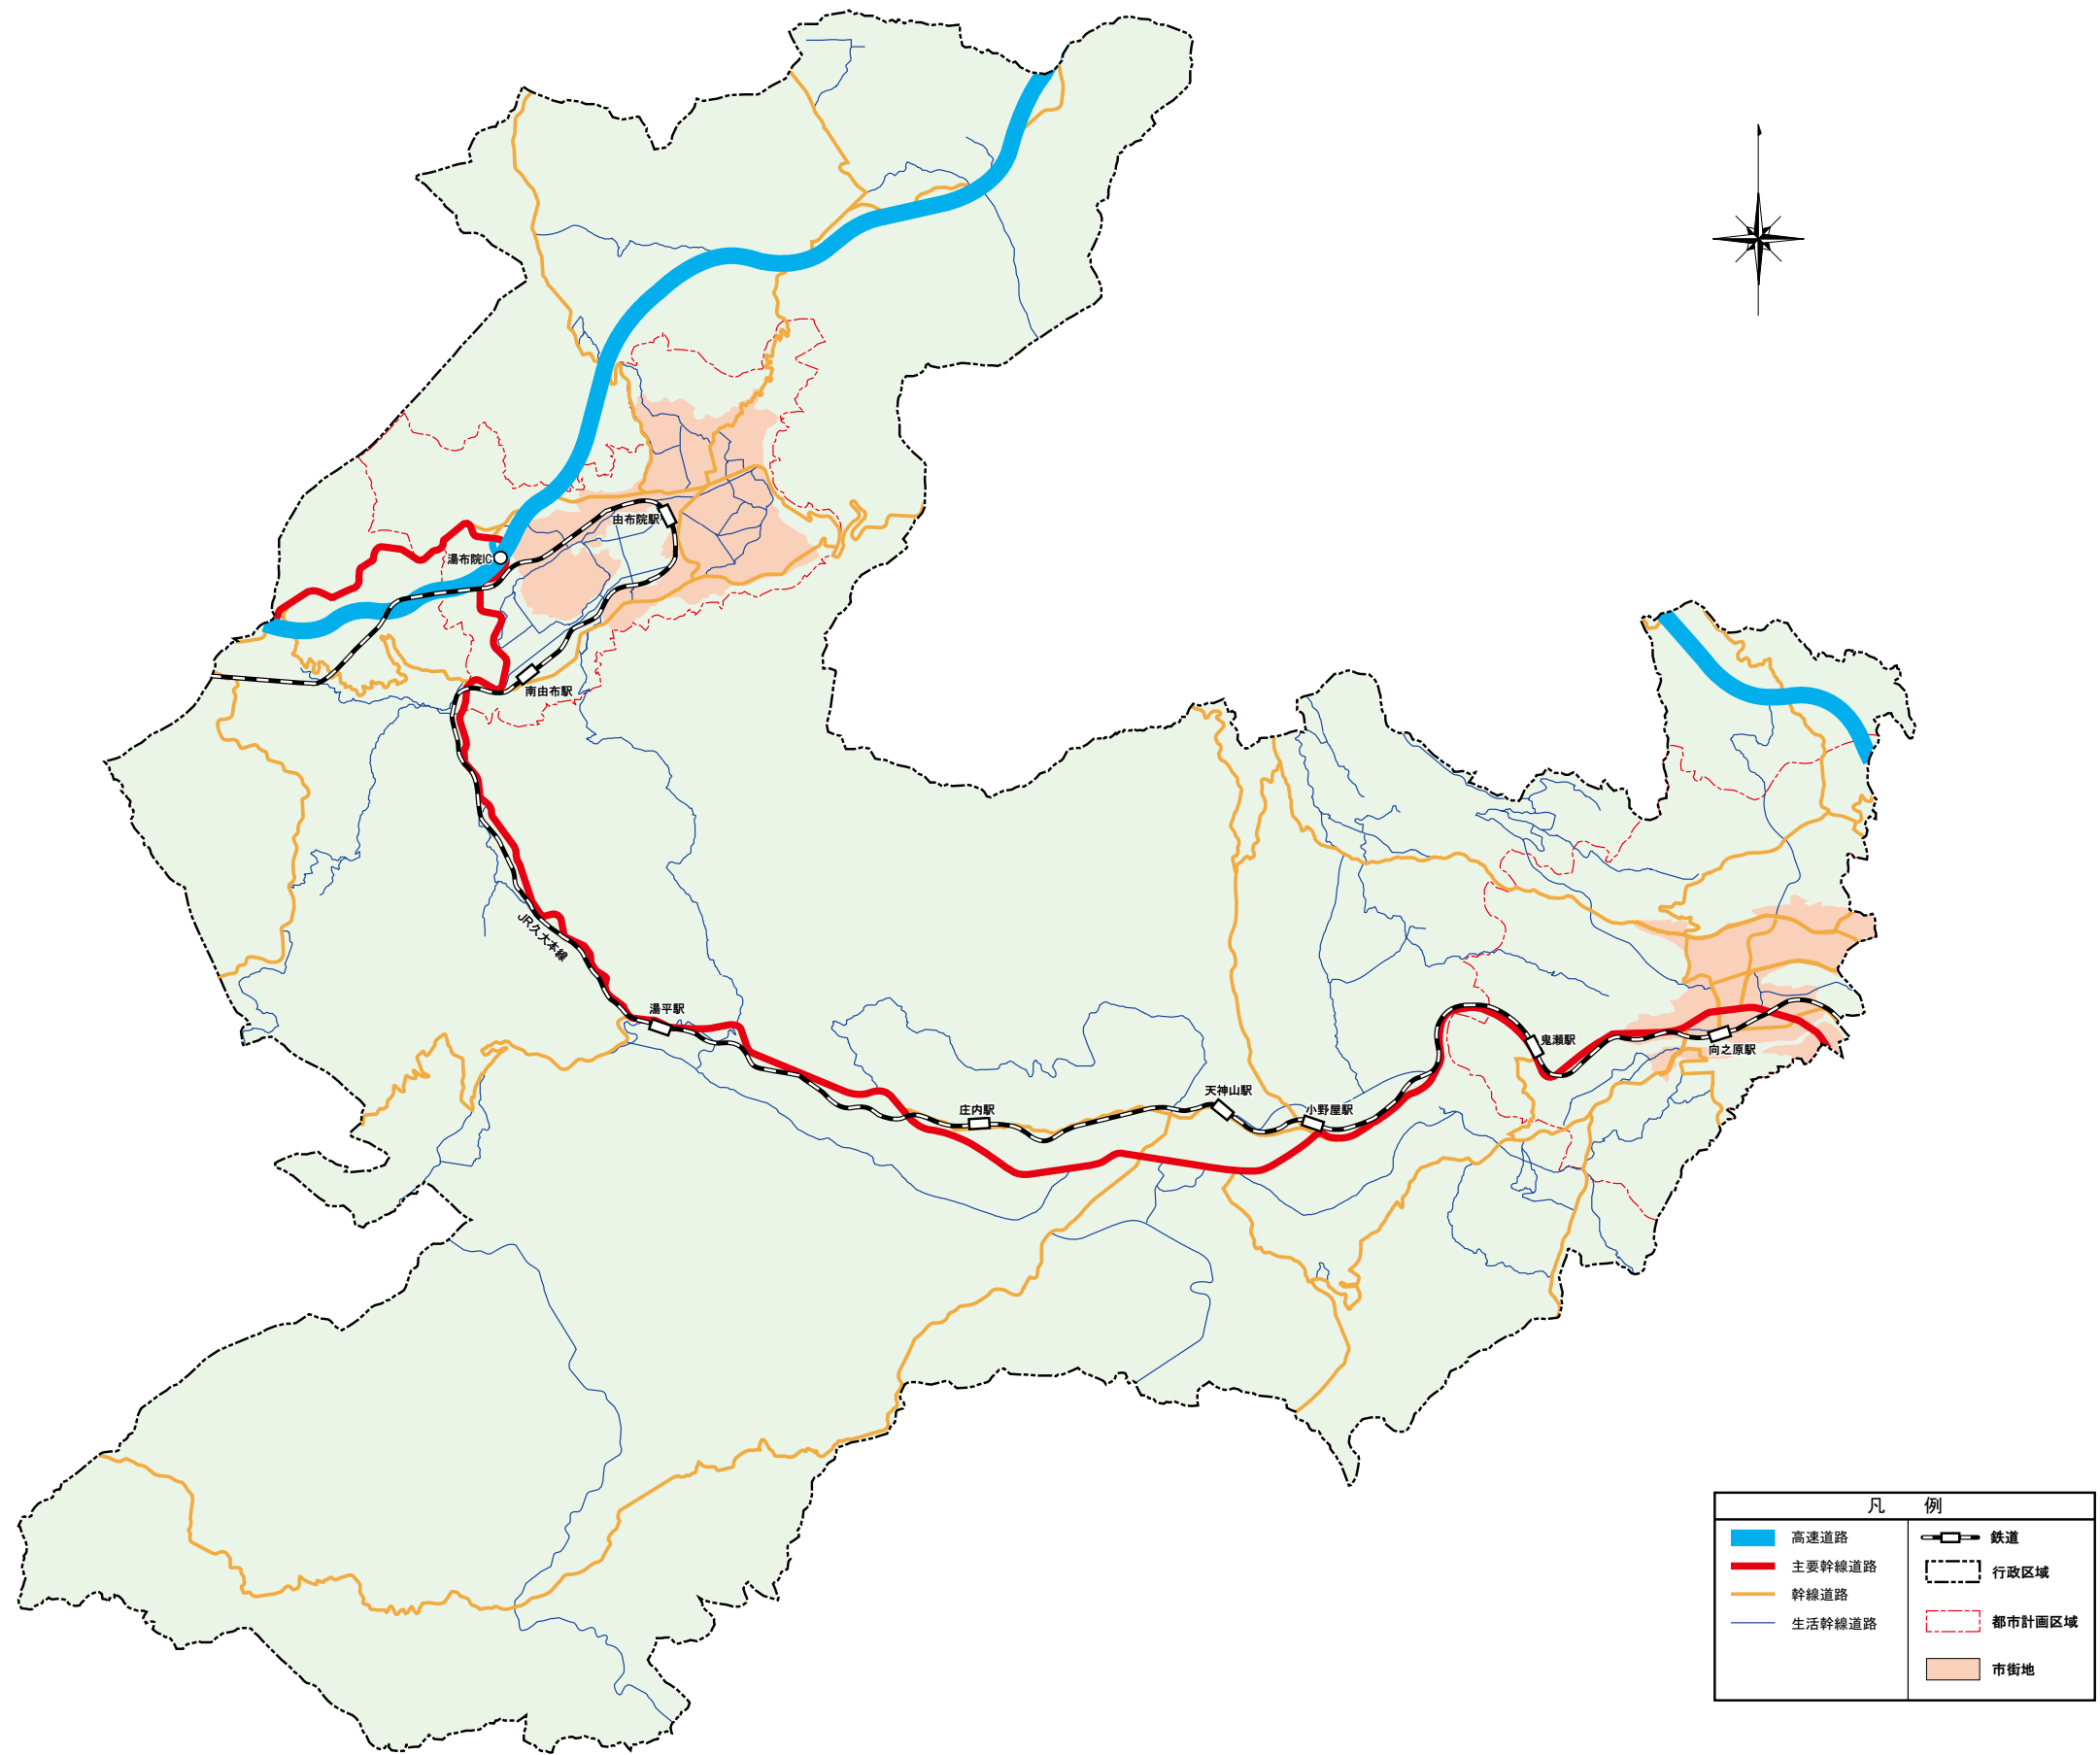 由布院駅
湯布院IC
南由布駅
JR久大本線
湯平駅
庄内駅
天神山駅
小野屋駅
鬼瀬駅
向之原駅
凡 例
高速道路
主要幹線道路
幹線道路
生活幹線道路
鉄道
行政区域
都市計画区域
市街地